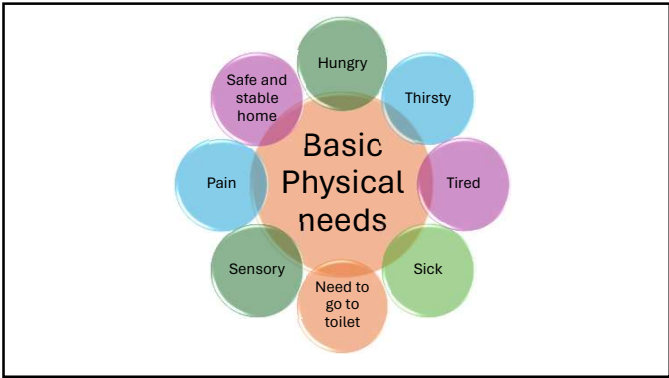 Basic
Physical
needs
Hungry
Thirsty
Tired
Sick
Need to
go to
toilet
Sensory
Pain
Safe and
stable
home